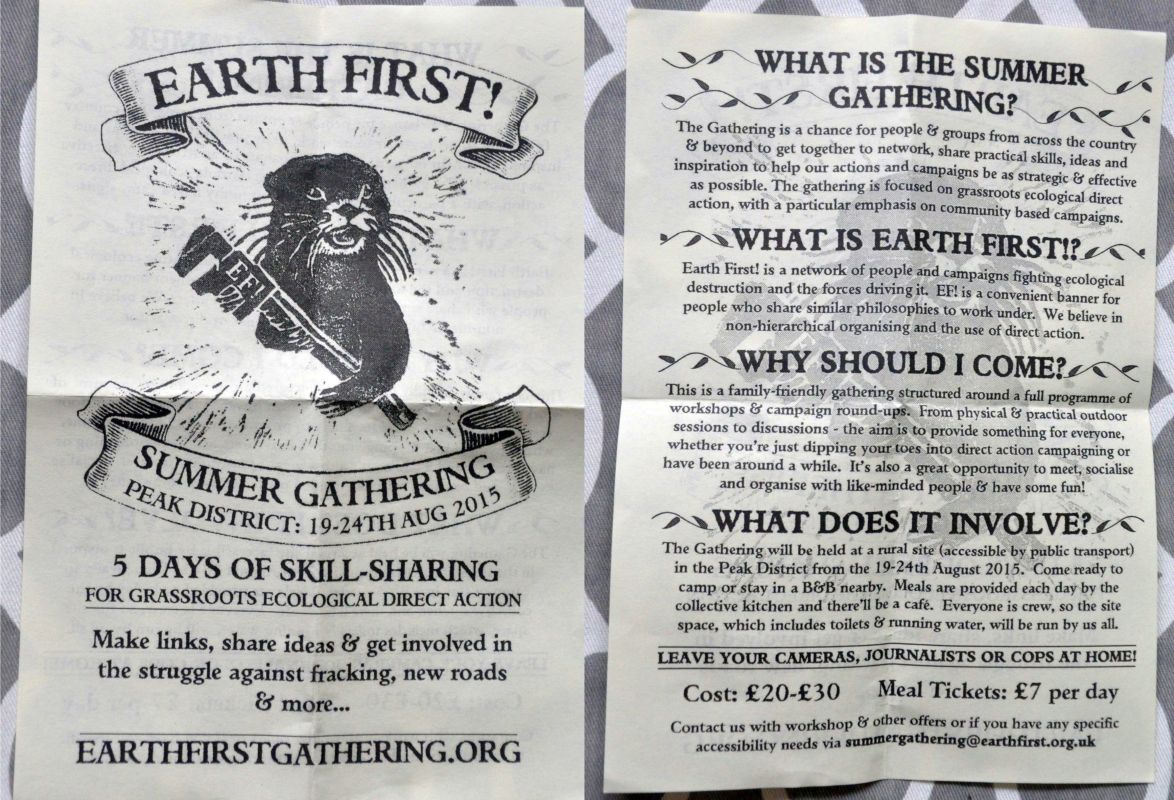 EARTH FIRST!
EF!
SUMMER GATHERING
PEAK DISTRICT: 19-24TH AUG 2015
5 DAYS OF SKILL-SHARING
FOR GRASSROOTS ECOLOGICAL DIRECT ACTION
Make links, share ideas & get involved in
the struggle against fracking, new roads
& more...
EARTHFIRSTGATHERING.ORG
WHAT IS THE SUMMER
GATHERING?
The Gathering is a chance for people & groups from across the country
& beyond to get together to network, share practical skills, ideas and
inspiration to help our actions and campaigns be as strategic & effective
as possible. The gathering is focused on grassroots ecological direct
action, with a particular emphasis on community based campaigns.
WHAT IS EARTH FIRST!?
Earth First! is a network of people and campaigns fighting ecological
destruction and the forces driving it. EF! is a convenient banner for
people who share similar philosophies to work under. We believe in
non-hierarchical organising and the use of direct action.
WHY SHOULD I COME?
This is a family-friendly gathering structured around a full programme of
workshops & campaign round-ups. From physical & practical outdoor
sessions to discussions - the aim is to provide something for everyone,
whether you're just dipping your toes into direct action campaigning or
have been around a while. It's also a great opportunity to meet, socialise
and organise with like-minded people & have some fun!
WHAT DOES IT INVOLVE?
The Gathering will be held at a rural site (accessible by public transport)
in the Peak District from the 19-24th August 2015. Come ready to
camp or stay in a B&B nearby. Meals are provided each day by the
collective kitchen and there'll be a café. Everyone is crew, so the site
space, which includes toilets & running water, will be run by us all.
LEAVE YOUR CAMERAS, JOURNALISTS OR COPS AT HOME!
Cost: £20-£30 Meal Tickets: £7 per day
Contact us with workshop & other offers or if you have any specific
accessibility needs via summergathering@earthfirst.org.uk